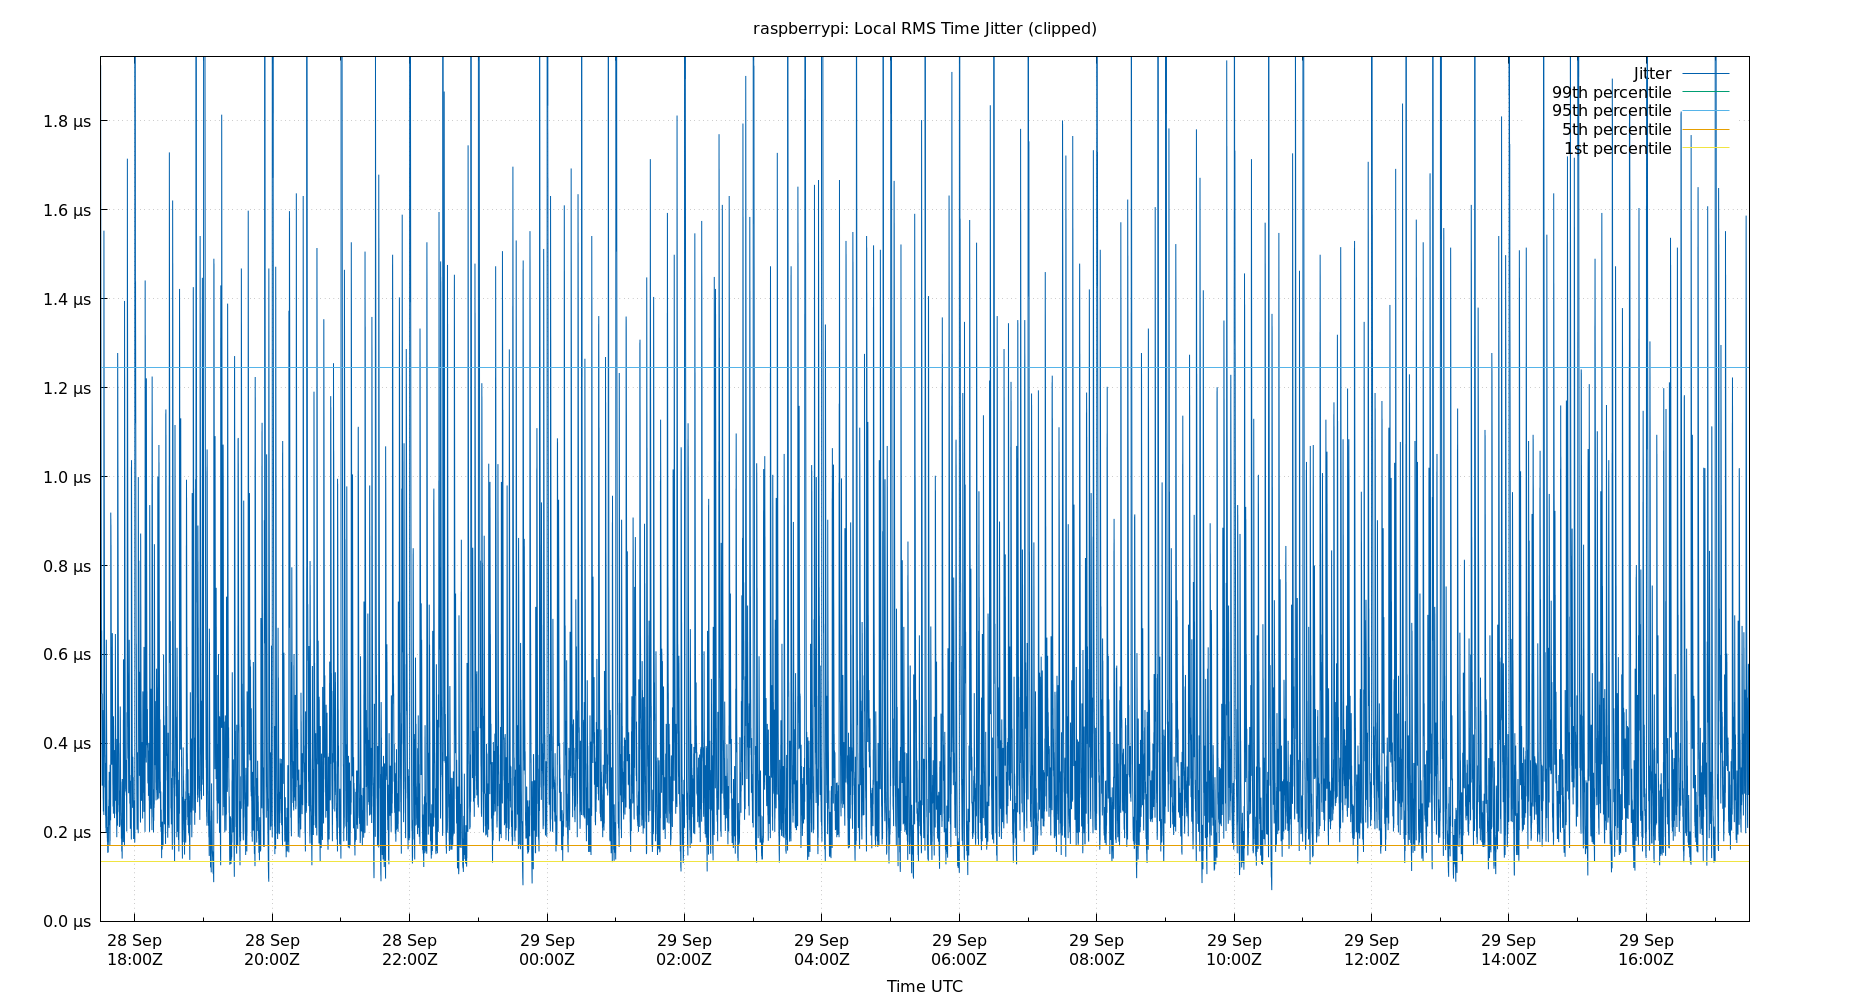 raspberrypi: Local RMS Time Jitter (clipped)
Jitter
99th percentile
95th percentile
5th percentile
1st percentile
1.8 μs
1.6 μs
1.4 μs
1.2 μs
1.0 μs
0.8 μs
0.6 μs
0.4 μs
0.2 μs
0.0 μs
28 Sep 28 Sep 28 Sep 29 Sep 29 Sep 29 Sep 29 Sep 29 Sep 29 Sep 29 Sep 29 Sep 29 Sep
18:00Z 20:00Z 22:00Z 00:00Z 02:00Z 04:00Z 06:00Z 08:00Z 10:00Z 12:00Z 14:00Z 16:00Z
Time UTC